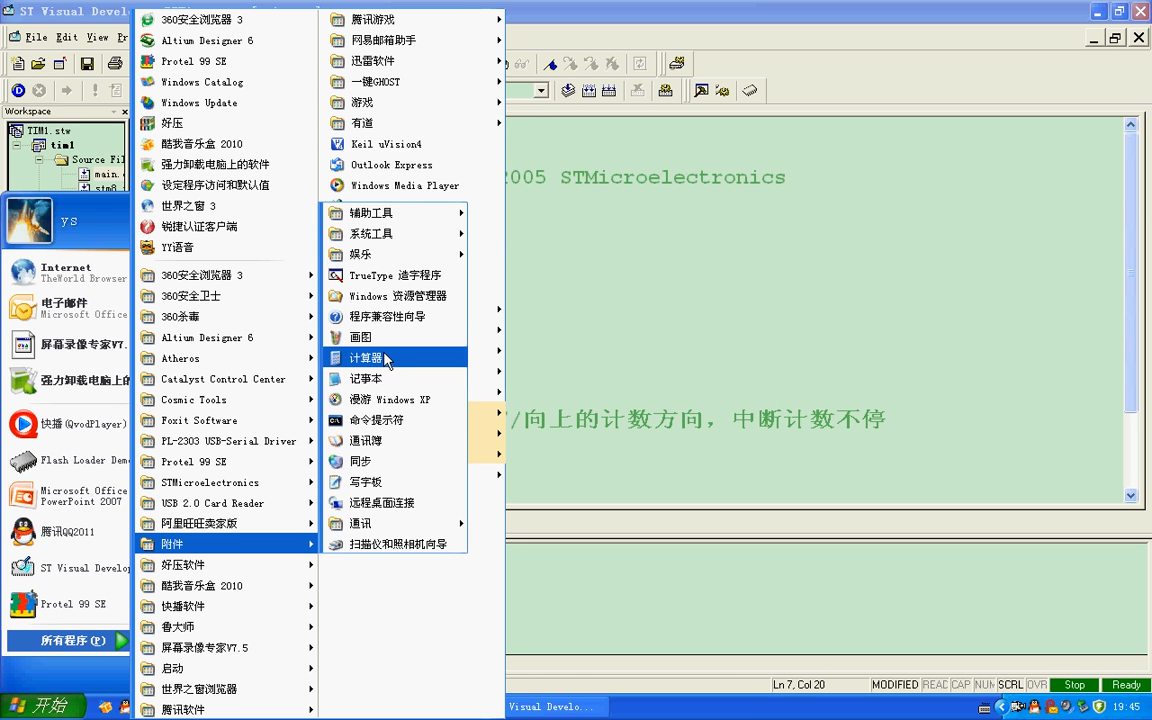 ST Visual Devel
File Edit View Pr
Workspace
TIM1.stw
tim1
Source Fil
main.
stm8_
ys
Internet
TheWorld Browser
电子邮件
Microsoft Office
屏幕录像专家V7.
强力卸载电脑上的
快播(QvodPlayer)
Flash Loader Dem
Microsoft Office
PowerPoint 2007
腾讯QQ2011
ST Visual Develop
Protel 99 SE
所有程序(P)
开始
360安全浏览器 3
Altium Designer 6
Protel 99 SE
Windows Catalog
Windows Update
好压
酷我音乐盒 2010
强力卸载电脑上的软件
设定程序访问和默认值
世界之窗 3
锐捷认证客户端
YY语音
360安全浏览器 3
360安全卫士
360杀毒
Altium Designer 6
Atheros
Catalyst Control Center
Cosmic Tools
Foxit Software
PL-2303 USB-Serial Driver
Protel 99 SE
STMicroelectronics
USB 2.0 Card Reader
阿里旺旺卖家版
附件
好压软件
酷我音乐盒 2010
快播软件
鲁大师
屏幕录像专家V7.5
启动
世界之窗浏览器
腾讯软件
腾讯游戏
网易邮箱助手
迅雷软件
一键GHOST
游戏
有道
Keil uVision4
Outlook Express
Windows Media Player
辅助工具
系统工具
娱乐
TrueType 造字程序
Windows 资源管理器
程序兼容性向导
画图
计算器
记事本
漫游 Windows XP
命令提示符
通讯簿
同步
写字板
远程桌面连接
通讯
扫描仪和照相机向导
2005 STMicroelectronics
/向上的计数方向，中断计数不停
Ln 7, Col 20
MODIFIED READ CAP NUM SCRL OVR Stop Ready
Visual Develo...
19:45